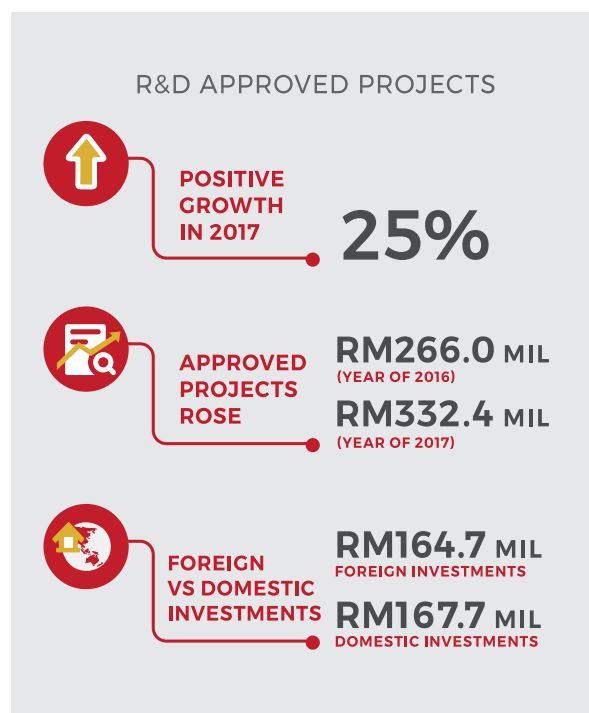 R&D APPROVED PROJECTS
POSITIVE
GROWTH
IN 2017
25%
APPROVED
PROJECTS
ROSE
RM266.0 MIL
(YEAR OF 2016)
RM332.4 MIL
(YEAR OF 2017)
FOREIGN
VS DOMESTIC
INVESTMENTS
RM164.7 MIL
FOREIGN INVESTMENTS
RM167.7 MIL
DOMESTIC INVESTMENTS